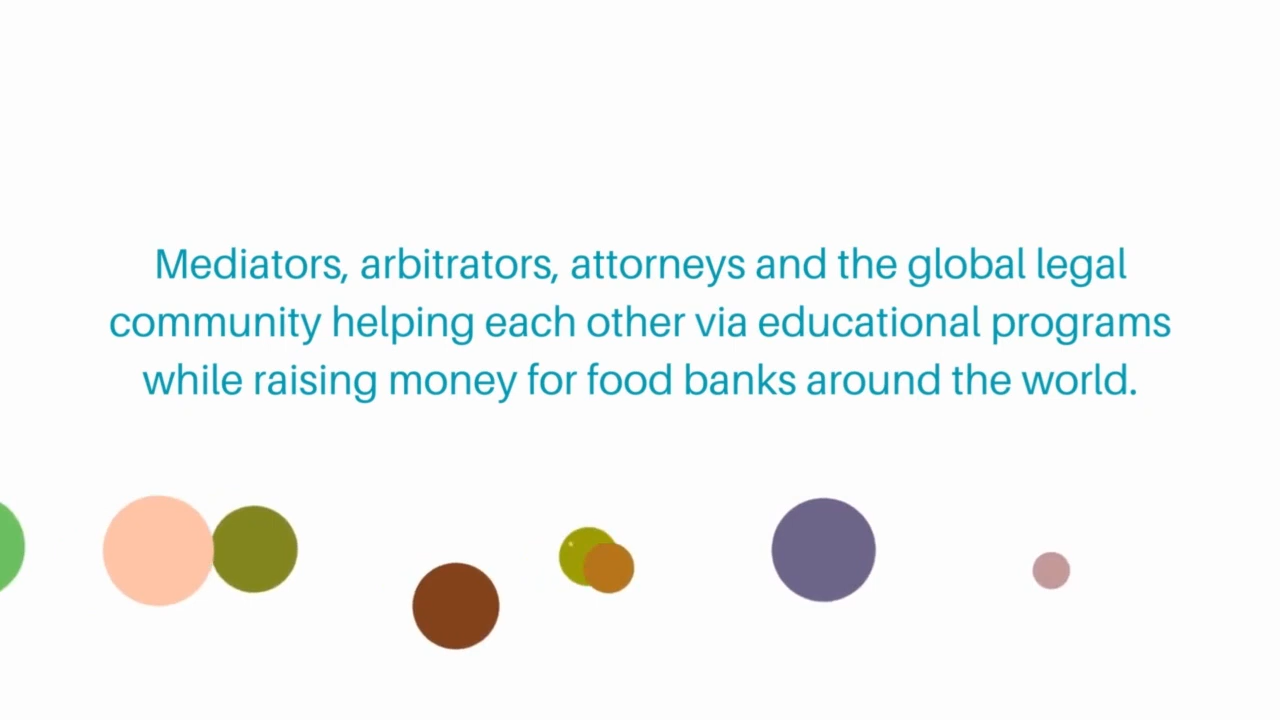 Mediators, arbitrators, attorneys and the global legal
community helping each other via educational programs
while raising money for food banks around the world.